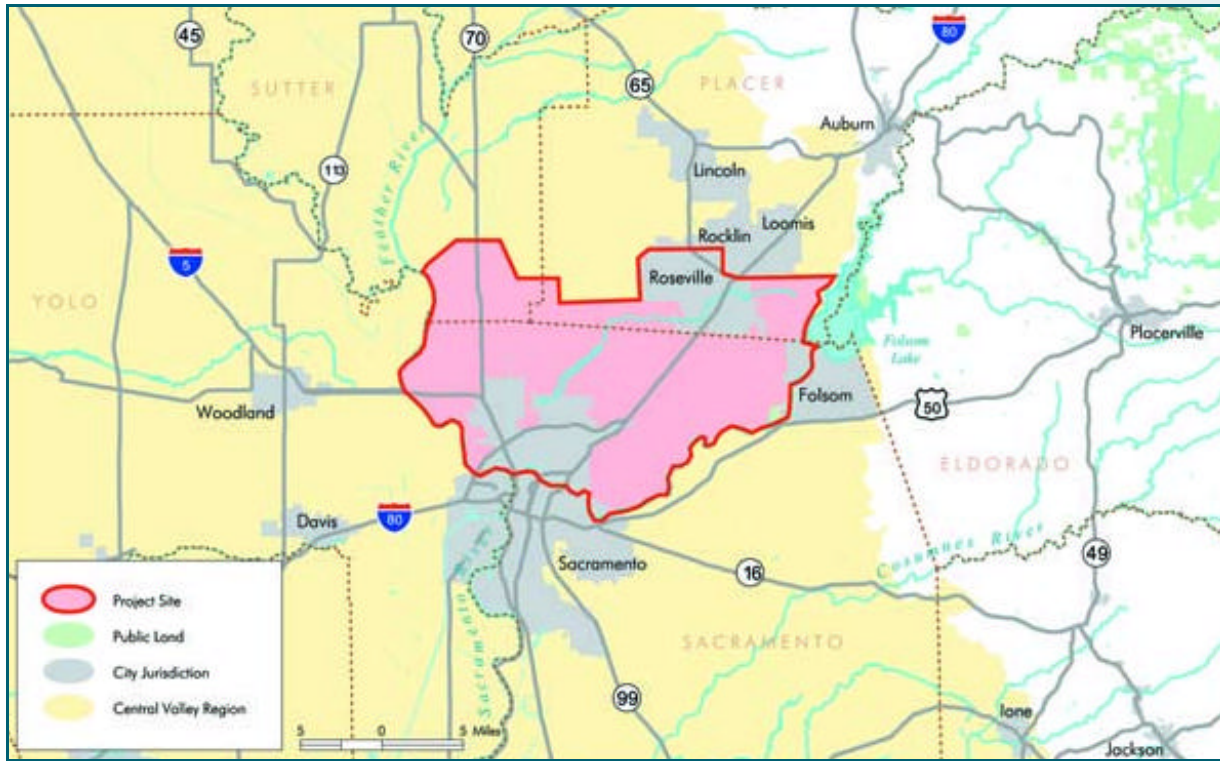 45
70
80
SUTTER
PLACER
65
Auburn
113
Feather River
Lincoln
Loomis
Rocklin
5
Roseville
YOLO
Placerville
Folsom
Lake
Woodland
Folsom
50
ELDORADO
80
Davis
Cosumnes River
49
Sacramento
16
Sacramento River
Project Site
Public Land
SACRAMENTO
City Jurisdiction
99
Central Valley Region
Ione
5 0 5 Miles
Jackson